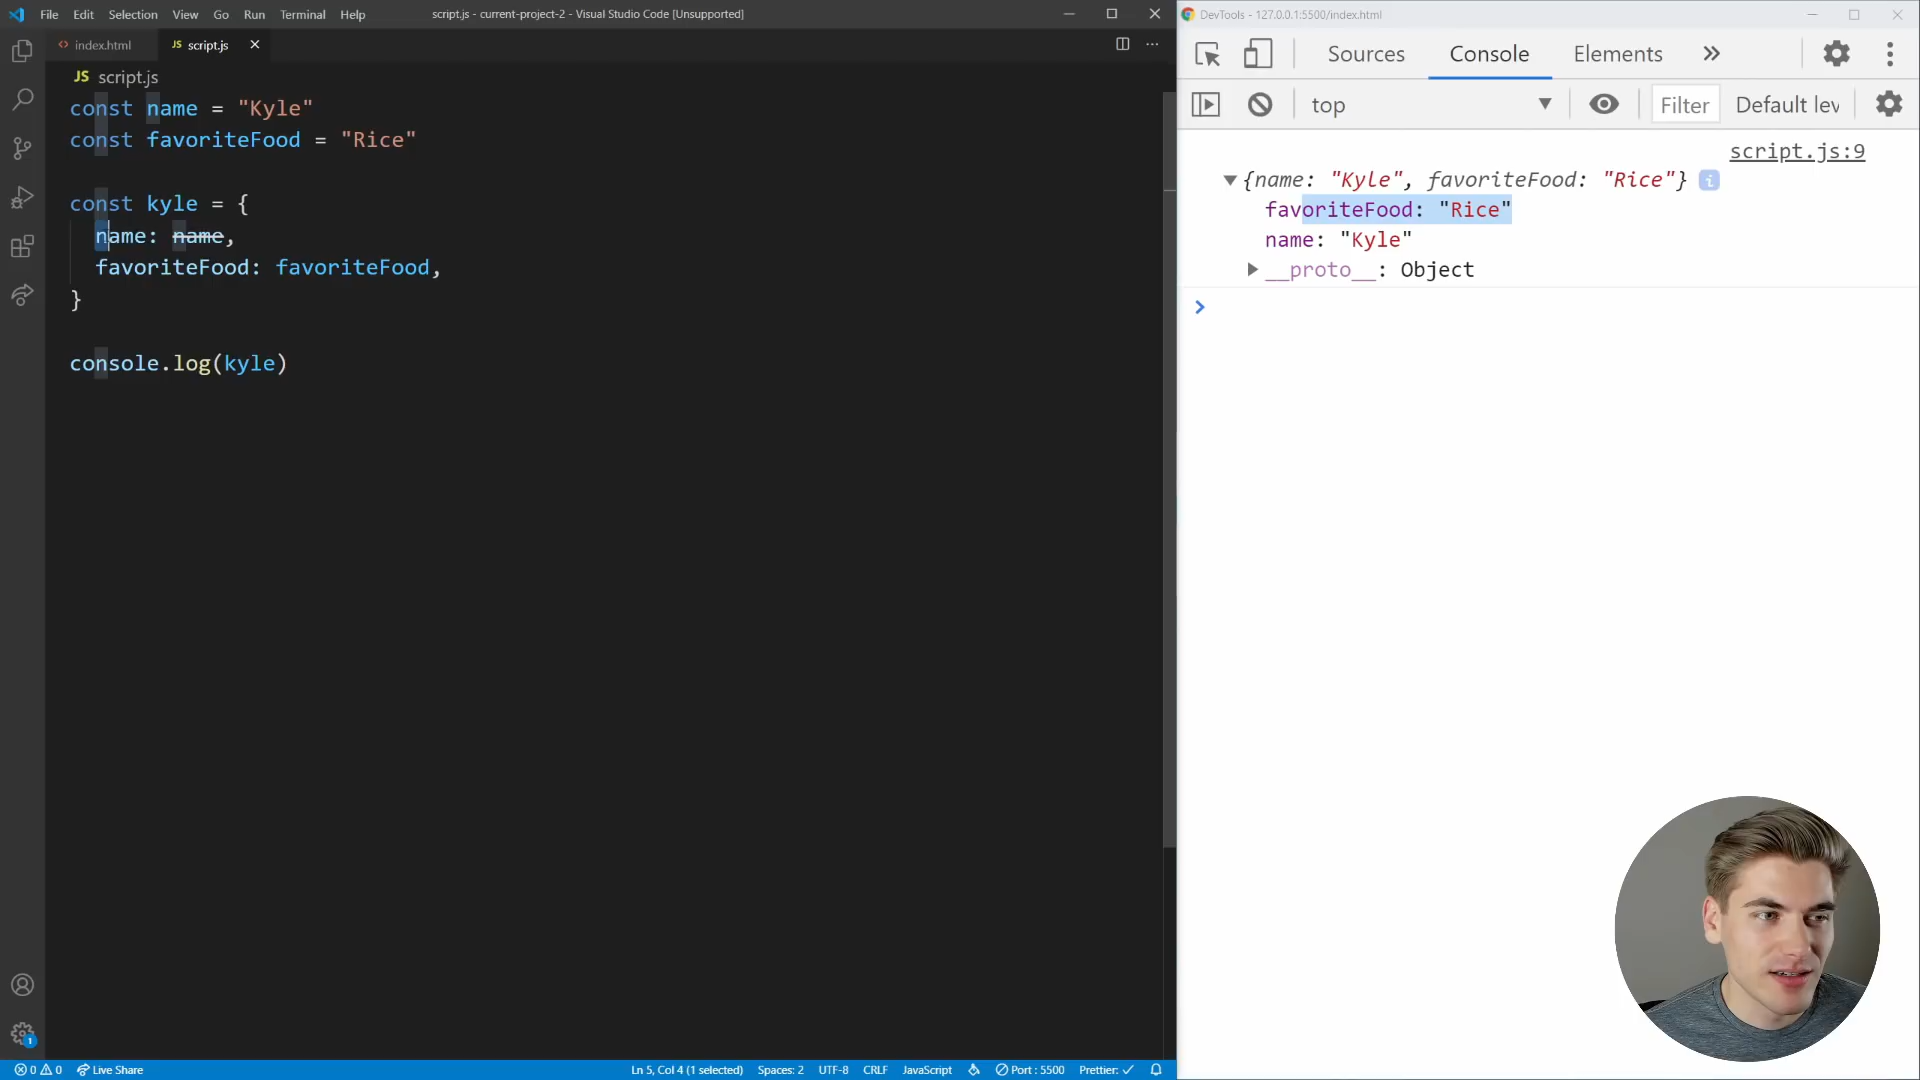 File Edit Selection View Go Run Terminal Help script.js - current-project-2 - Visual Studio Code [Unsupported]
index.html JS script.js
JS script.js
const name = "Kyle"
const favoriteFood = "Rice"
const kyle = {
name: name,
favoriteFood: favoriteFood,
}
console.log(kyle)
1
0 0 Live Share Ln 5, Col 4 (1 selected) Spaces: 2 UTF-8 CRLF JavaScript Port : 5500 Prettier: ✓
DevTools - 127.0.0.1:5500/index.html
Sources Console Elements »
top Filter Default lev
script.js:9
{name: "Kyle", favoriteFood: "Rice"} i
favoriteFood: "Rice"
name: "Kyle"
__proto__: Object